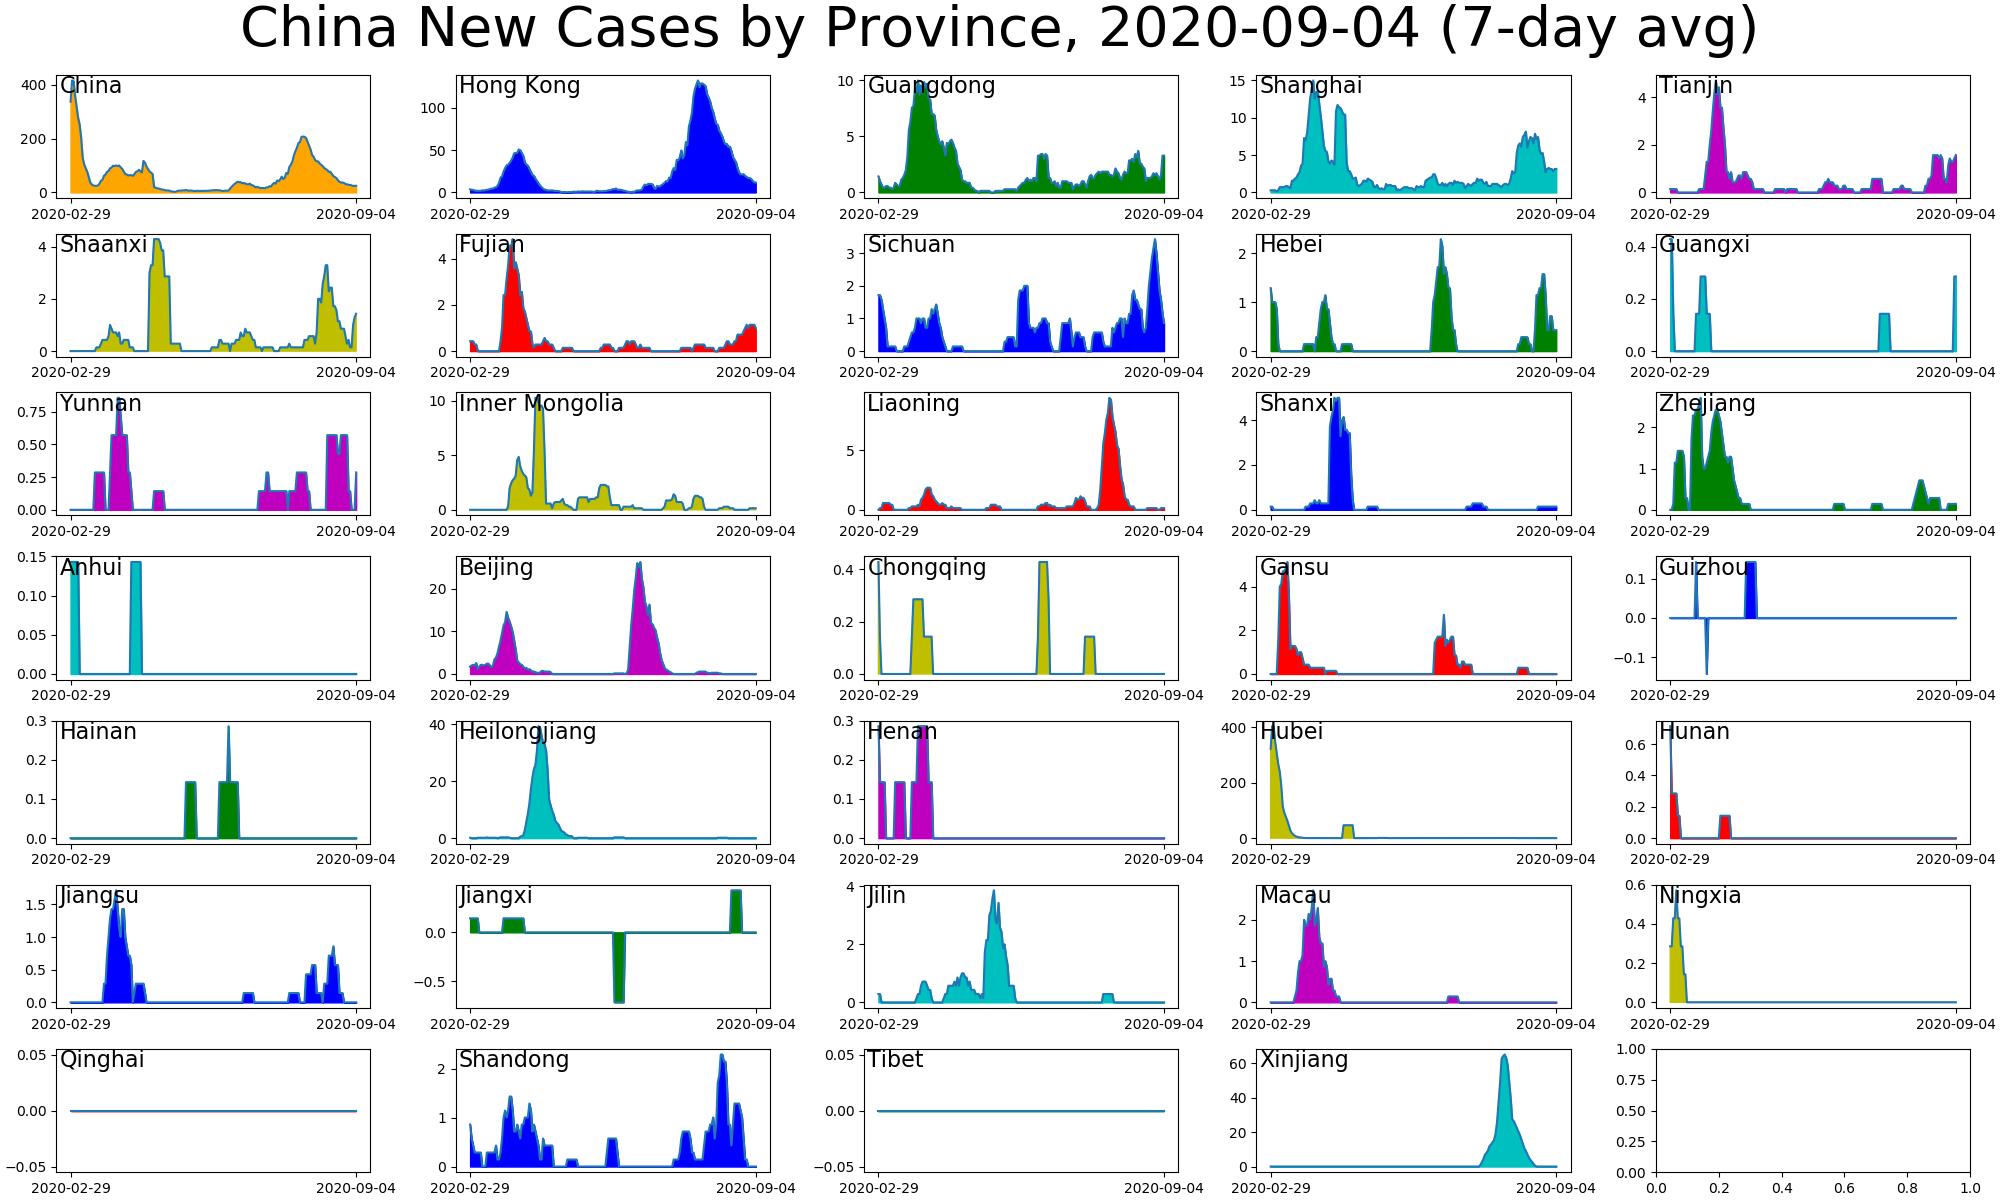 China New Cases by Province, 2020-09-04 (7-day avg)
China Hong Kong Guangdong Shanghai Tianjin
400 200 0 100 50 0 10 5 0 15 10 5 0 4 2 0
2020-02-29 2020-09-04 2020-02-29 2020-09-04 2020-02-29 2020-09-04 2020-02-29 2020-09-04 2020-02-29 2020-09-04
Shaanxi Fujian Sichuan Hebei Guangxi
4 2 0 4 2 0 3 2 1 0 2 1 0 0.4 0.2 0.0
2020-02-29 2020-09-04 2020-02-29 2020-09-04 2020-02-29 2020-09-04 2020-02-29 2020-09-04 2020-02-29 2020-09-04
Yunnan Inner Mongolia Liaoning Shanxi Zhejiang
0.75 0.50 0.25 0.00 10 5 0 5 0 4 2 0 2 1 0
2020-02-29 2020-09-04 2020-02-29 2020-09-04 2020-02-29 2020-09-04 2020-02-29 2020-09-04 2020-02-29 2020-09-04
Anhui Beijing Chongqing Gansu Guizhou
0.15 0.10 0.05 0.00 20 10 0 0.4 0.2 0.0 4 2 0 0.1 0.0 −0.1
2020-02-29 2020-09-04 2020-02-29 2020-09-04 2020-02-29 2020-09-04 2020-02-29 2020-09-04 2020-02-29 2020-09-04
Hainan Heilongjiang Henan Hubei Hunan
0.3 0.2 0.1 0.0 40 20 0 0.3 0.2 0.1 0.0 400 200 0 0.6 0.4 0.2 0.0
2020-02-29 2020-09-04 2020-02-29 2020-09-04 2020-02-29 2020-09-04 2020-02-29 2020-09-04 2020-02-29 2020-09-04
Jiangsu Jiangxi Jilin Macau Ningxia
1.5 1.0 0.5 0.0 0.0 −0.5 4 2 0 2 1 0 0.6 0.4 0.2 0.0
2020-02-29 2020-09-04 2020-02-29 2020-09-04 2020-02-29 2020-09-04 2020-02-29 2020-09-04 2020-02-29 2020-09-04
Qinghai Shandong Tibet Xinjiang
0.05 0.00 −0.05 2 1 0 0.05 0.00 −0.05 60 40 20 0 1.00 0.75 0.50 0.25 0.00
2020-02-29 2020-09-04 2020-02-29 2020-09-04 2020-02-29 2020-09-04 2020-02-29 2020-09-04 0.0 0.2 0.4 0.6 0.8 1.0